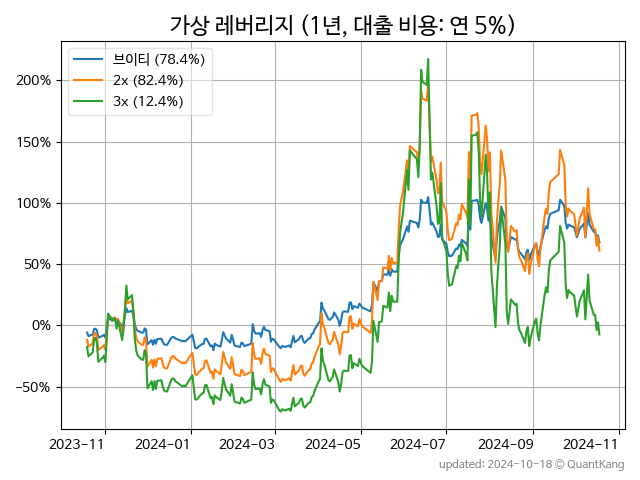 가상 레버리지 (1년, 대출 비용: 연 5%)
브이티 (78.4%)
2x (82.4%)
3x (12.4%)
200%
150%
100%
50%
0%
−50%
2023-11 2024-01 2024-03 2024-05 2024-07 2024-09 2024-11
updated: 2024-10-18 © QuantKang